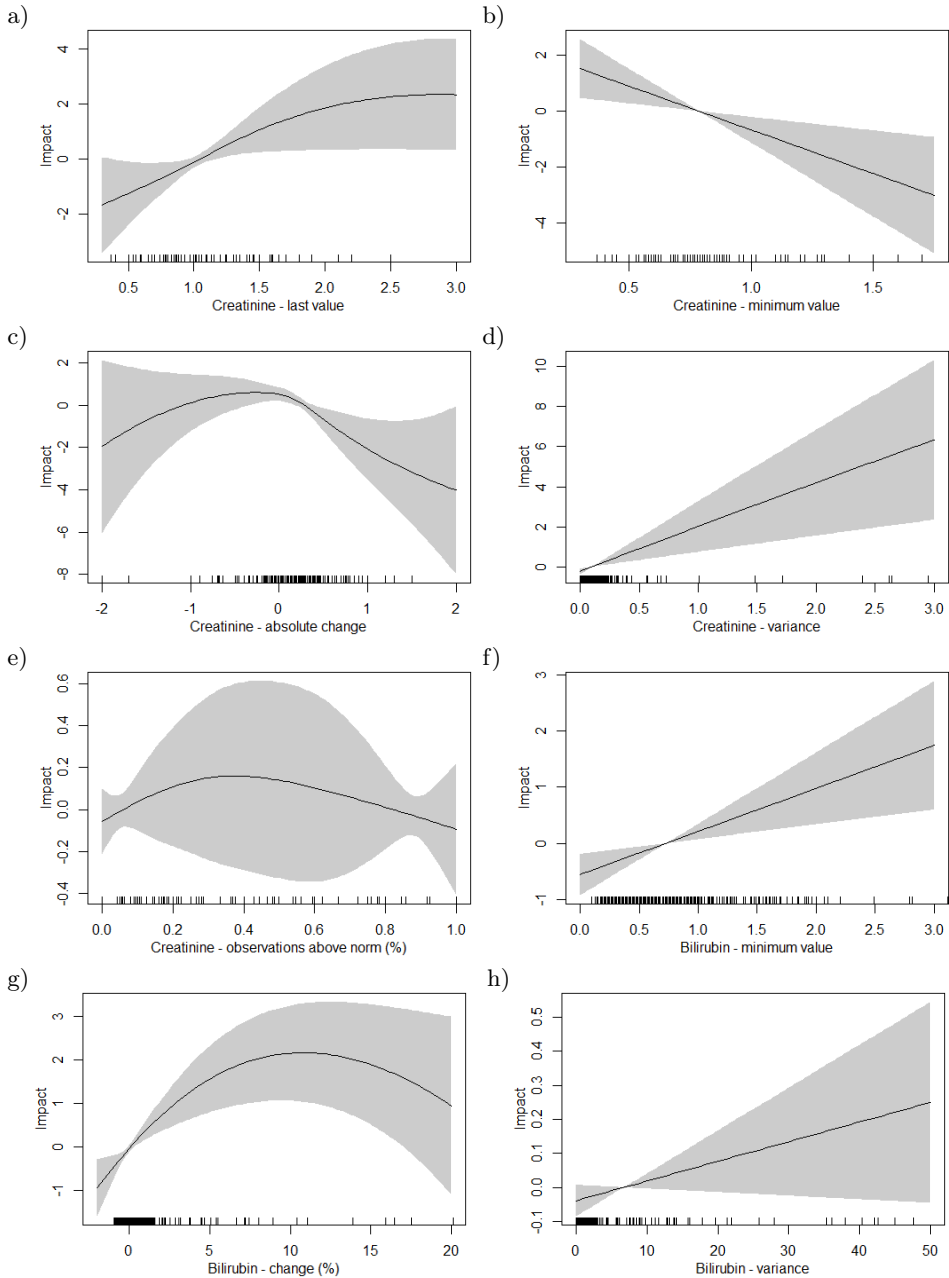 a)
Impact
-2 0 2 4
0.5 1.0 1.5 2.0 2.5 3.0
Creatinine - last value
b)
Impact
-4 -2 0 2
0.5 1.0 1.5
Creatinine - minimum value
c)
Impact
-8 -6 -4 -2 0 2
-2 -1 0 1 2
Creatinine - absolute change
d)
Impact
0 2 4 6 8 10
0.0 0.5 1.0 1.5 2.0 2.5 3.0
Creatinine - variance
e)
Impact
-0.4 -0.2 0.0 0.2 0.4 0.6
0.0 0.2 0.4 0.6 0.8 1.0
Creatinine - observations above norm (%)
f)
Impact
-1 0 1 2 3
0.0 0.5 1.0 1.5 2.0 2.5 3.0
Bilirubin - minimum value
g)
Impact
-1 0 1 2 3
0 5 10 15 20
Bilirubin - change (%)
h)
Impact
-0.1 0.0 0.1 0.2 0.3 0.4 0.5
0 10 20 30 40 50
Bilirubin - variance